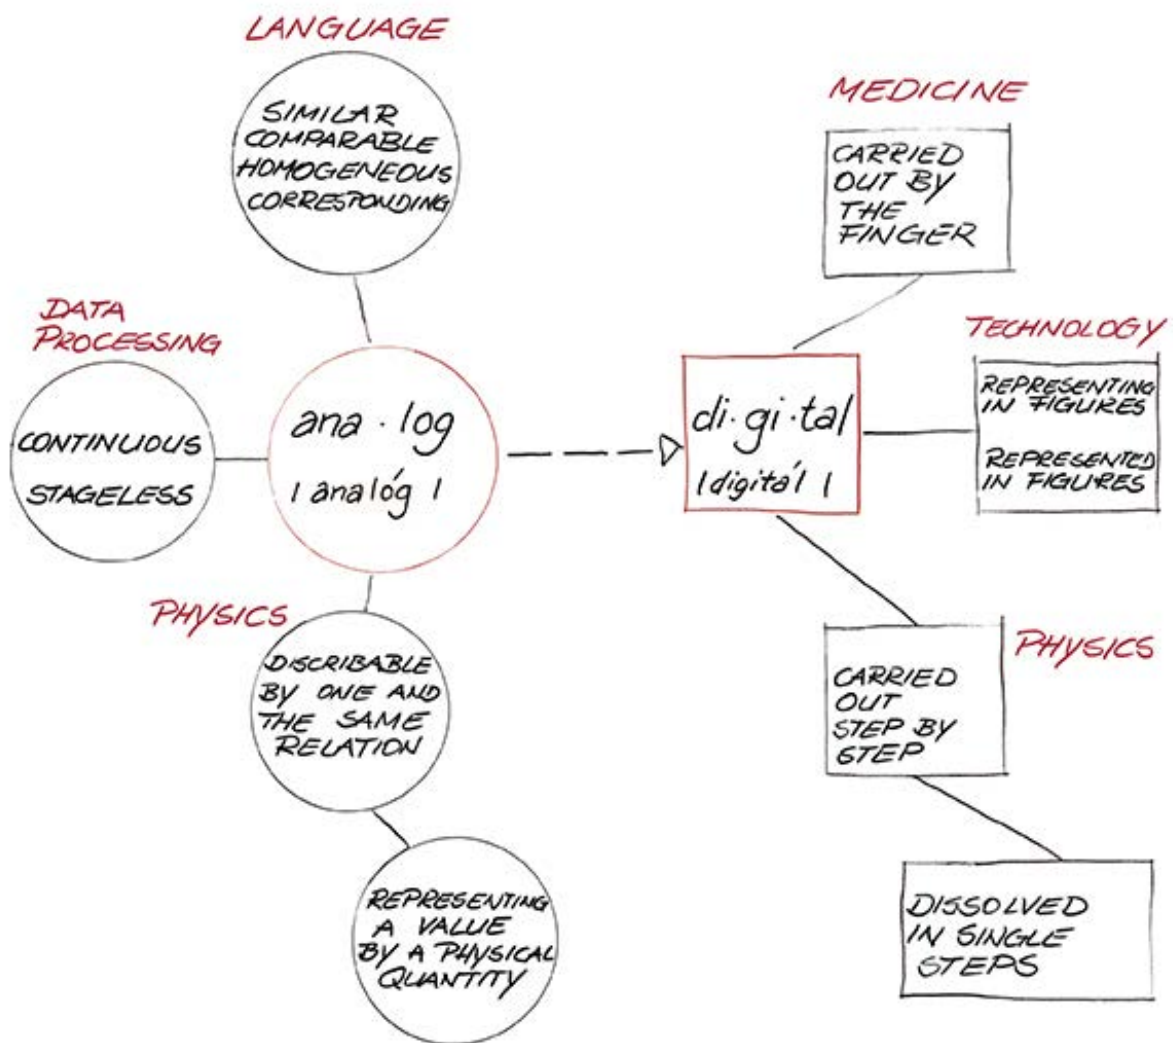 LANGUAGE
SIMILAR
COMPARABLE
HOMOGENEOUS
CORRESPONDING
DATA
PROCESSING
CONTINUOUS
STAGELESS
ana · log
| analóg |
PHYSICS
DISCRIBABLE
BY ONE AND
THE SAME
RELATION
REPRESENTING
A VALUE
BY A PHYSICAL
QUANTITY
MEDICINE
CARRIED
OUT BY
THE
FINGER
TECHNOLOGY
REPRESENTING
IN FIGURES
REPRESENTED
IN FIGURES
di·gi·tal
| digitál |
PHYSICS
CARRIED
OUT
STEP BY
STEP
DISSOLVED
IN SINGLE
STEPS